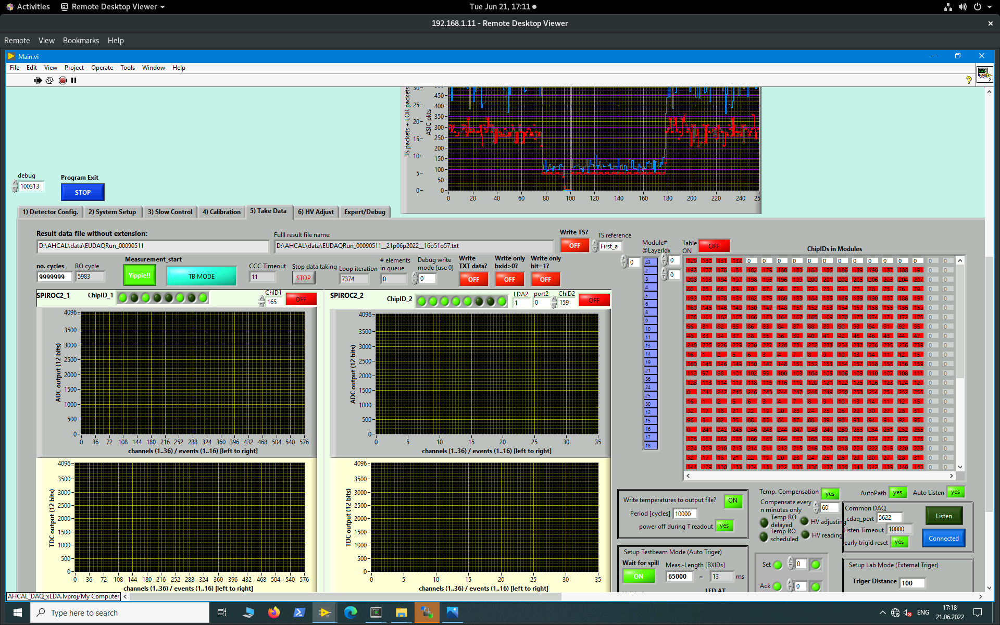 Activities
Remote Desktop Viewer
Tue Jun 21, 17:11
192.168.1.11 - Remote Desktop Viewer
Remote View Bookmarks Help
Main.vi
File Edit View Project Operate Tools Window Help
TS packets + EOR packets
ASIC pkts
30 25 20 15 10 5 0
450 400 350 300 250 200 150 100 50 0
0 20 40 60 80 100 120 140 160 180 200 220 240 25
debug
100313
Program Exit
STOP
1) Detector Config. 2) System Setup 3) Slow Control 4) Calibration 5) Take Data 6) HV Adjust Expert/Debug
Result data file without extension:
D:\AHCAL\data\EUDAQRun_00090511
Fulll result file name:
D:\AHCAL\data\EUDAQRun_00090511__21p06p2022__16o51o57.txt
Write TS?
OFF
TS reference
First_a
Module#
@LayerIdx
0
Table
ON
OFF
0
0
ChipIDs in Modules
no. cycles
9999999
RO cycle
5983
Measurement_start
Yippie!!
TB MODE
CCC Timeout
11
Stop data taking
STOP
Loop iteration
7374
# elements
in queue
0
Debug write
mode (use 0)
0
Write
TXT data?
OFF
Write only
bxid>0?
OFF
Write only
hit=1?
OFF
SPIROC2_1
ChipID_1
ChID1
165
OFF
SPIROC2_2
ChipID_2
LDA2
1
port2
0
ChID2
159
OFF
ADC output (12 bits)
4096 3500 3000 2500 2000 1500 1000 500 0
0 36 72 108 144 180 216 252 288 324 360 396 432 468 504 540 576
channels (1..36) / events (1..16) [left to right]
ADC output (12 bits)
4096 3500 3000 2500 2000 1500 1000 500 0
0 5 10 15 20 25 30 35
channels (1..36) / events (1..16) [left to right]
TDC output (12 bits)
4096 3500 3000 2500 2000 1500 1000 500 0
0 36 72 108 144 180 216 252 288 324 360 396 432 468 504 540 576
channels (1..36) / events (1..16) [left to right]
TDC output (12 bits)
4096 3500 3000 2500 2000 1500 1000 500 0
0 5 10 15 20 25 30 35
channels (1..36) / events (1..16) [left to right]
43
2
3
4
5
6
8
9
10
11
13
14
19
21
36
24
25
30
12
15
16
17
18
129 130 131 132 0 0 0 0 0 0 0 0 0 0 0 0 0 0
192 177 178 181 182 179 180 183 184 185 186 189 190 187 188 191 0 0
208 193 194 197 198 195 196 199 200 201 202 205 206 203 204 207 0 0
80 65 66 69 70 67 68 71 72 73 74 77 78 75 76 79 0 0
192 177 178 181 182 179 180 183 184 185 186 189 190 187 188 191 0 0
160 145 146 149 150 147 148 151 152 153 154 157 158 155 156 159 0 0
176 161 162 165 166 163 164 167 168 169 170 173 174 171 172 175 0 0
96 81 82 85 86 83 84 87 88 89 90 93 94 91 92 95 0 0
48 33 34 37 38 35 36 39 40 41 42 45 46 43 44 47 0 0
240 225 226 229 230 227 228 231 232 233 234 237 238 235 236 239 0 0
16 1 2 5 6 3 4 7 8 9 10 13 14 11 12 15 0 0
160 145 146 149 150 147 148 151 152 153 154 157 158 155 156 159 0 0
112 97 98 101 102 99 100 103 104 105 106 109 110 107 108 111 0 0
128 113 114 117 118 115 116 119 120 121 122 125 126 123 124 127 0 0
0 241 242 245 246 243 244 247 248 249 250 253 254 251 252 255 0 0
16 1 2 5 6 3 4 7 8 9 10 13 14 11 12 15 0 0
32 17 18 21 22 19 20 23 24 25 26 29 30 27 28 31 0 0
96 81 82 85 86 83 84 87 88 89 90 93 94 91 92 95 0 0
0 241 242 245 246 243 244 247 248 249 250 253 254 251 252 255 0 0
176 161 162 165 166 163 164 167 168 169 170 173 174 171 172 175 0 0
224 209 210 213 214 211 212 215 216 217 218 221 222 219 220 223 0 0
32 17 18 21 22 19 20 23 24 25 26 29 30 27 28 31 0 0
144 129 130 133 134 131 132 135 136 137 138 141 142 139 140 143 0 0
Write temperatures to output file?
ON
Period [cycles]
10000
power off during T readout
yes
Temp. Compensation
yes
Compensate every
n minutes only
60
Temp RO
delayed
HV adjusting
Temp RO
scheduled
HV reading
AutoPath
yes
Auto Listen
yes
Common DAQ
cdaq_port
5622
Listen
Listen Timeout
10000
Connected
early trigid reset
yes
Setup Testbeam Mode (Auto Triger)
Wait for spill
ON
Meas.-Length [BXIDs]
65000 = 13 ms
LED AT
Set
0
Ack
0
Setup Lab Mode (External Triger)
Triger Distance
100
AHCAL_DAQ_xLDA.lvproj/My Computer
Type here to search
ENG
17:18
21.06.2022